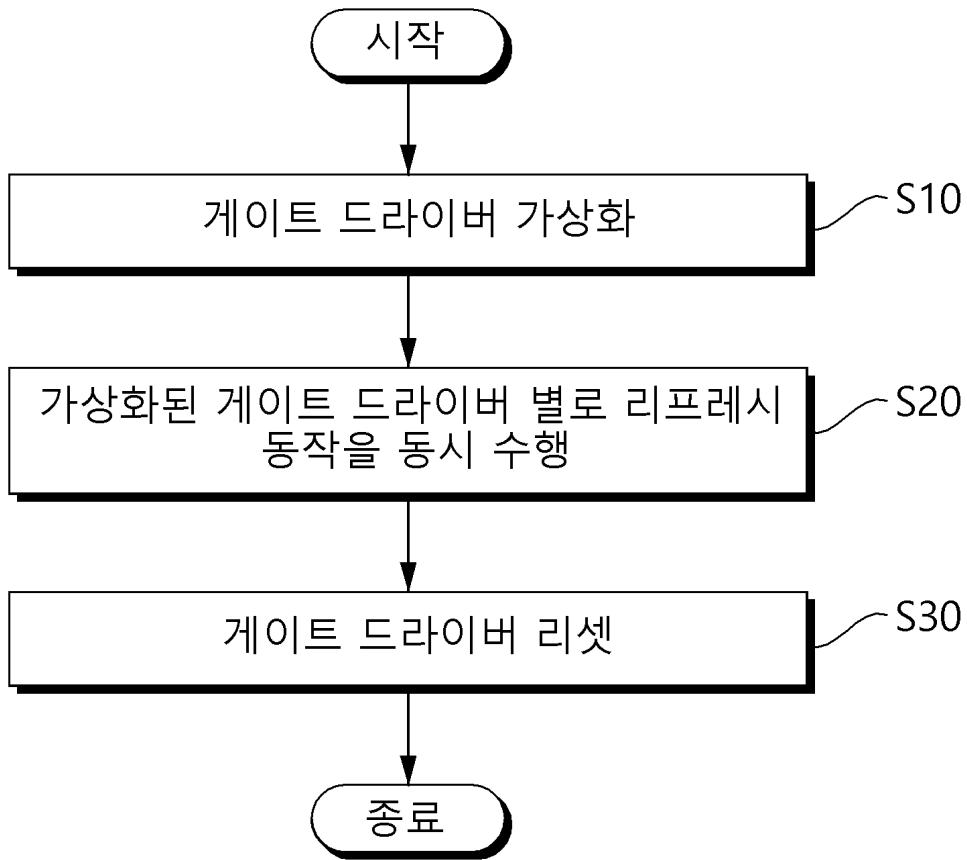 시작
게이트 드라이버 가상화
S10
가상화된 게이트 드라이버 별로 리프레시
동작을 동시 수행
S20
게이트 드라이버 리셋
S30
종료